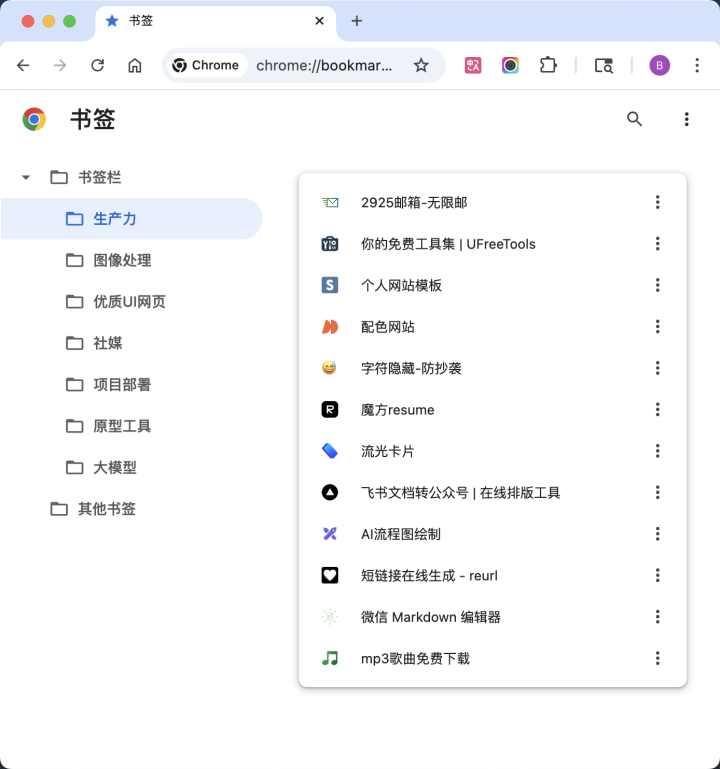 书签
Chrome
chrome://bookmar...
B
书签
书签栏
生产力
图像处理
优质UI网页
社媒
项目部署
原型工具
大模型
其他书签
2925邮箱-无限邮
你的免费工具集 | UFreeTools
个人网站模板
配色网站
字符隐藏-防抄袭
魔方resume
流光卡片
飞书文档转公众号 | 在线排版工具
AI流程图绘制
短链接在线生成 - reurl
微信 Markdown 编辑器
mp3歌曲免费下载